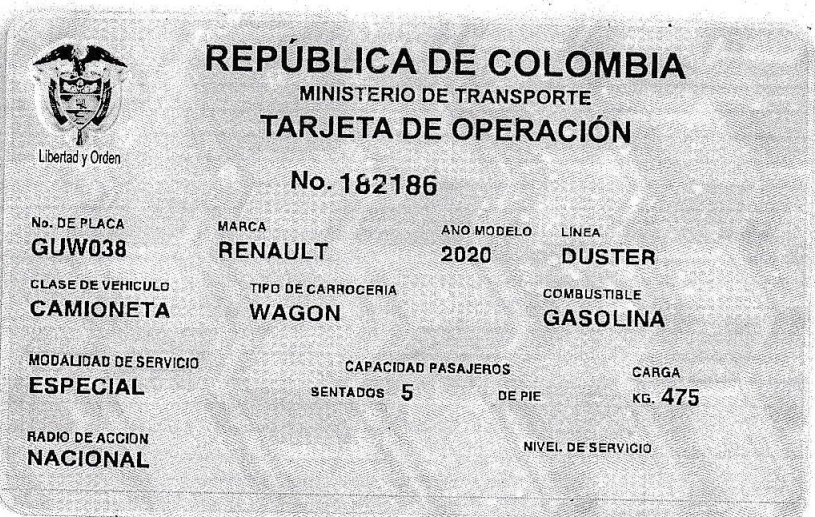 REPÚBLICA DE COLOMBIA
MINISTERIO DE TRANSPORTE
TARJETA DE OPERACIÓN
Libertad y Orden
No. 182186
No. DE PLACA MARCA ANO MODELO LINEA
GUW038 RENAULT 2020 DUSTER
CLASE DE VEHICULO TIPO DE CARROCERIA COMBUSTIBLE
CAMIONETA WAGON GASOLINA
MODALIDAD DE SERVICIO CAPACIDAD PASAJEROS CARGA
ESPECIAL SENTADOS 5 DE PIE KG. 475
RADIO DE ACCION NIVEL DE SERVICIO
NACIONAL